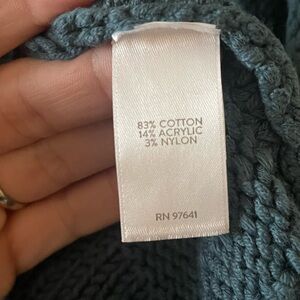 83% COTTON
14% ACRYLIC
3% NYLON
RN 97641